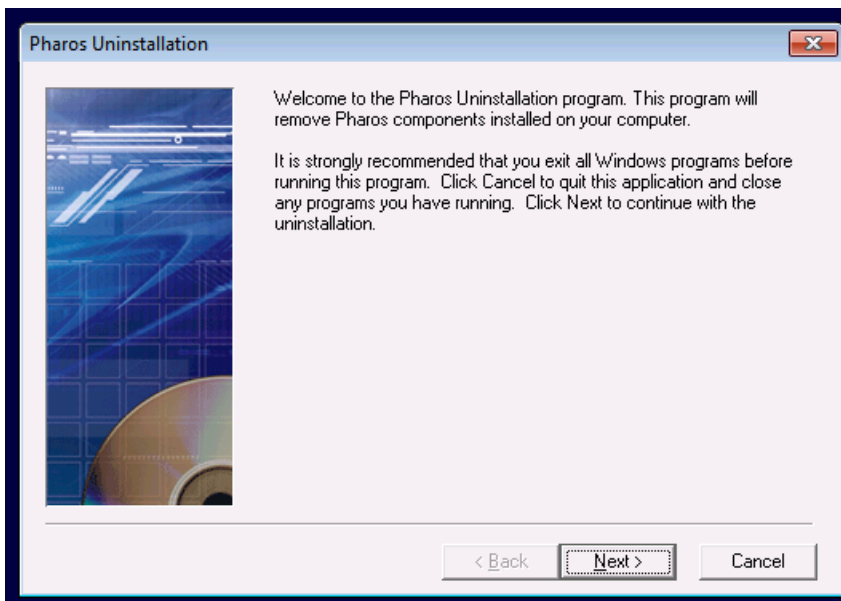 Pharos Uninstallation
Welcome to the Pharos Uninstallation program. This program will
remove Pharos components installed on your computer.
It is strongly recommended that you exit all Windows programs before
running this program.  Click Cancel to quit this application and close
any programs you have running.  Click Next to continue with the
uninstallation.
< Back
Next >
Cancel